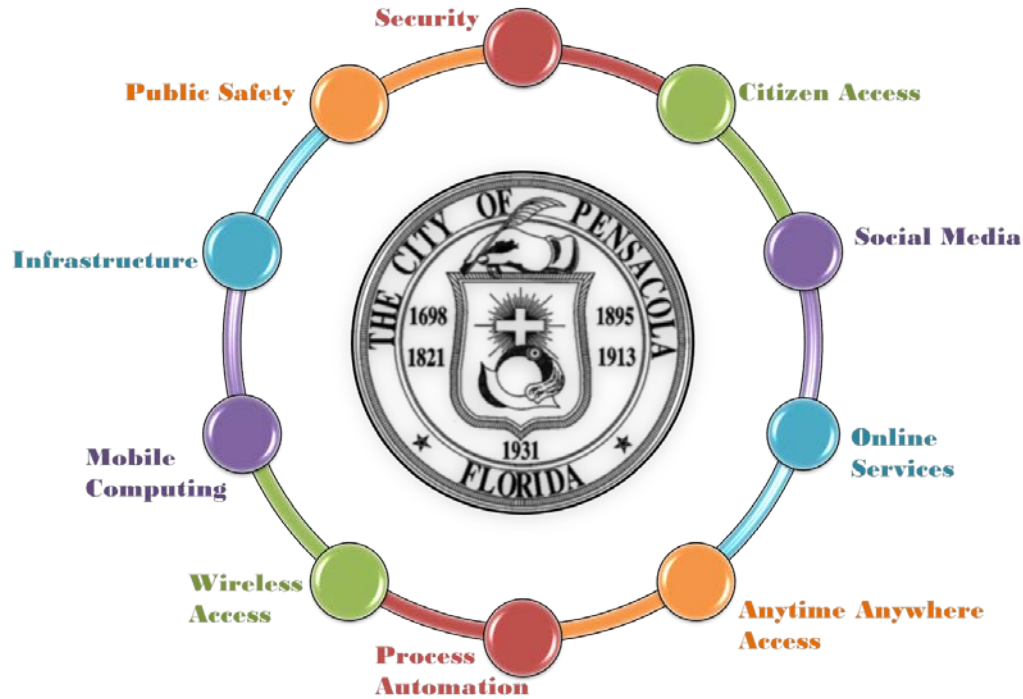 Security
Public Safety
Citizen Access
Infrastructure
Social Media
THE CITY OF PENSACOLA
1698
1895
1821
1913
1931
FLORIDA
Mobile
Computing
Online
Services
Wireless
Access
Anytime Anywhere
Access
Process
Automation